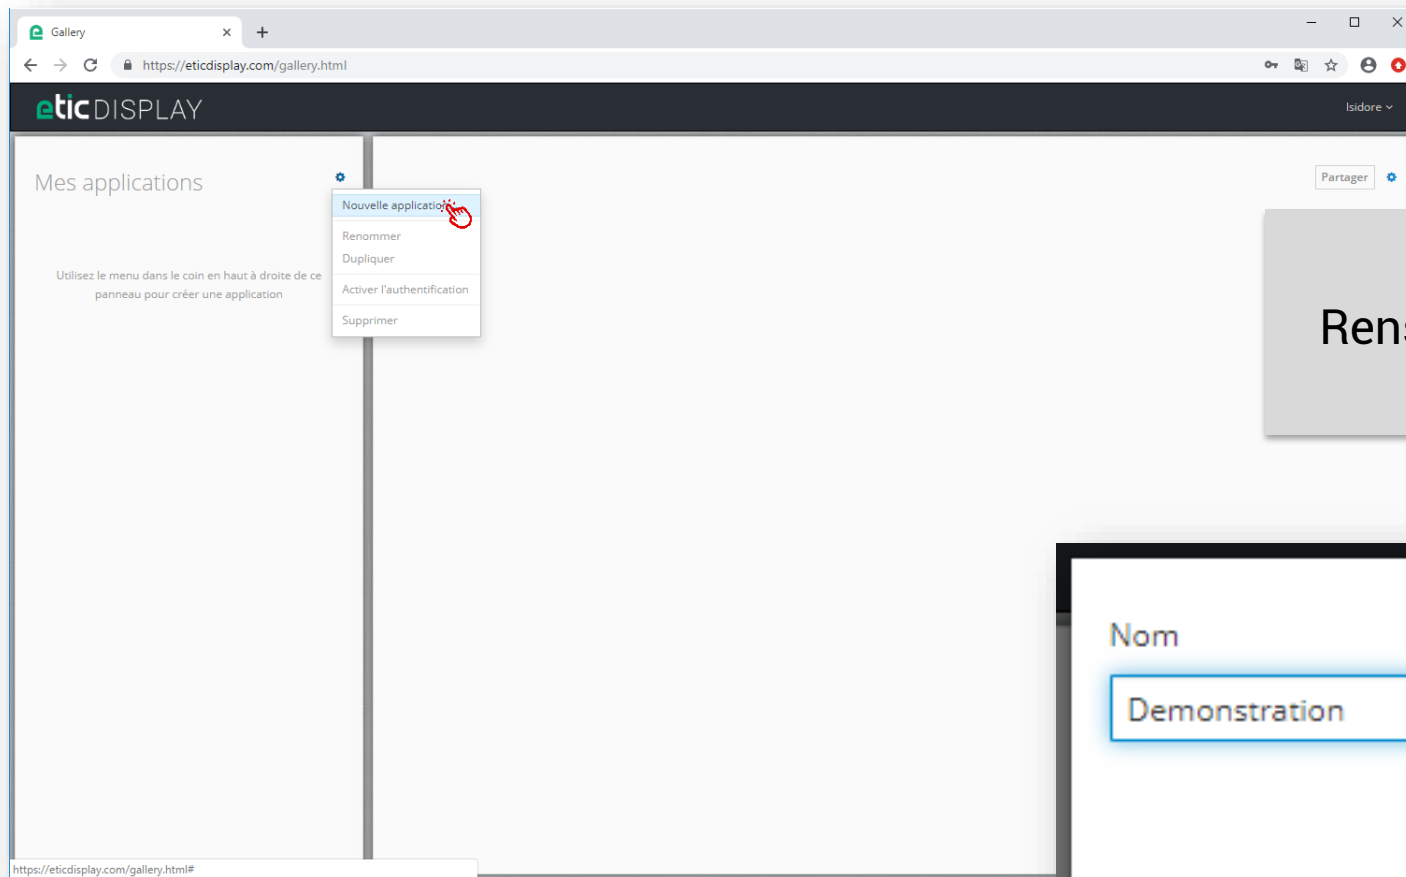 Gallery
https://eticdisplay.com/gallery.html
eticDISPLAY
Isidore
Mes applications
Partager
Nouvelle application
Renommer
Dupliquer
Activer l'authentification
Supprimer
Utilisez le menu dans le coin en haut à droite de ce
panneau pour créer une application
Rens
Nom
Demonstration
https://eticdisplay.com/gallery.html#